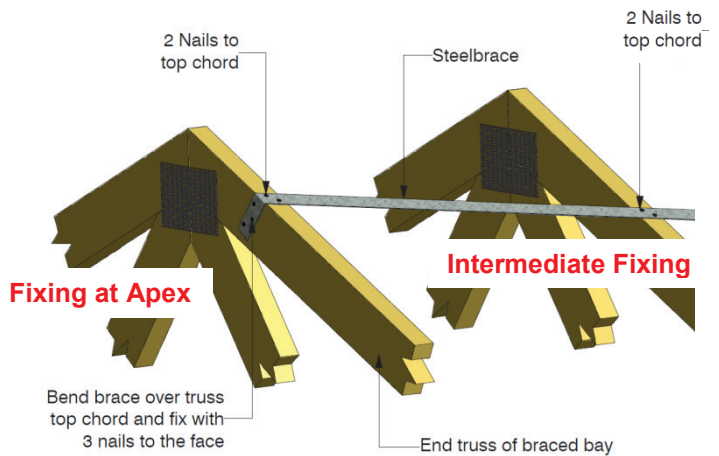 2 Nails to
top chord
Steelbrace
2 Nails to
top chord
Intermediate Fixing
Fixing at Apex
Bend brace over truss
top chord and fix with
3 nails to the face
End truss of braced bay